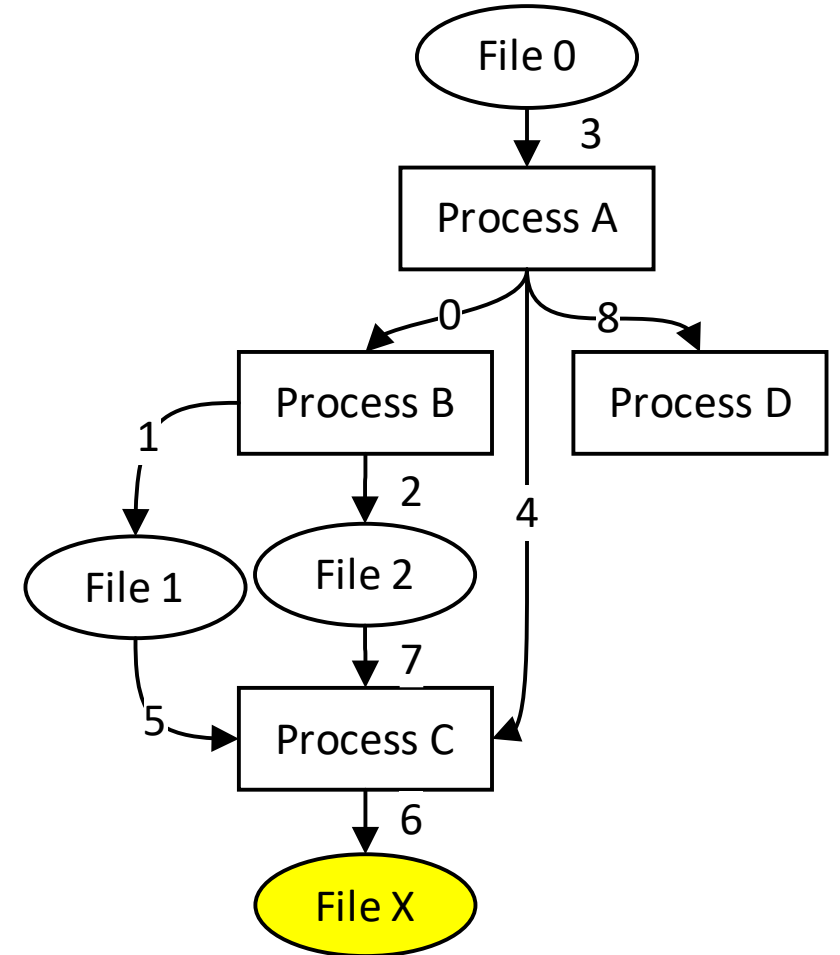 File 0
3
Process A
0
8
Process B
Process D
1
2
4
File 1
File 2
7
5
Process C
6
File X